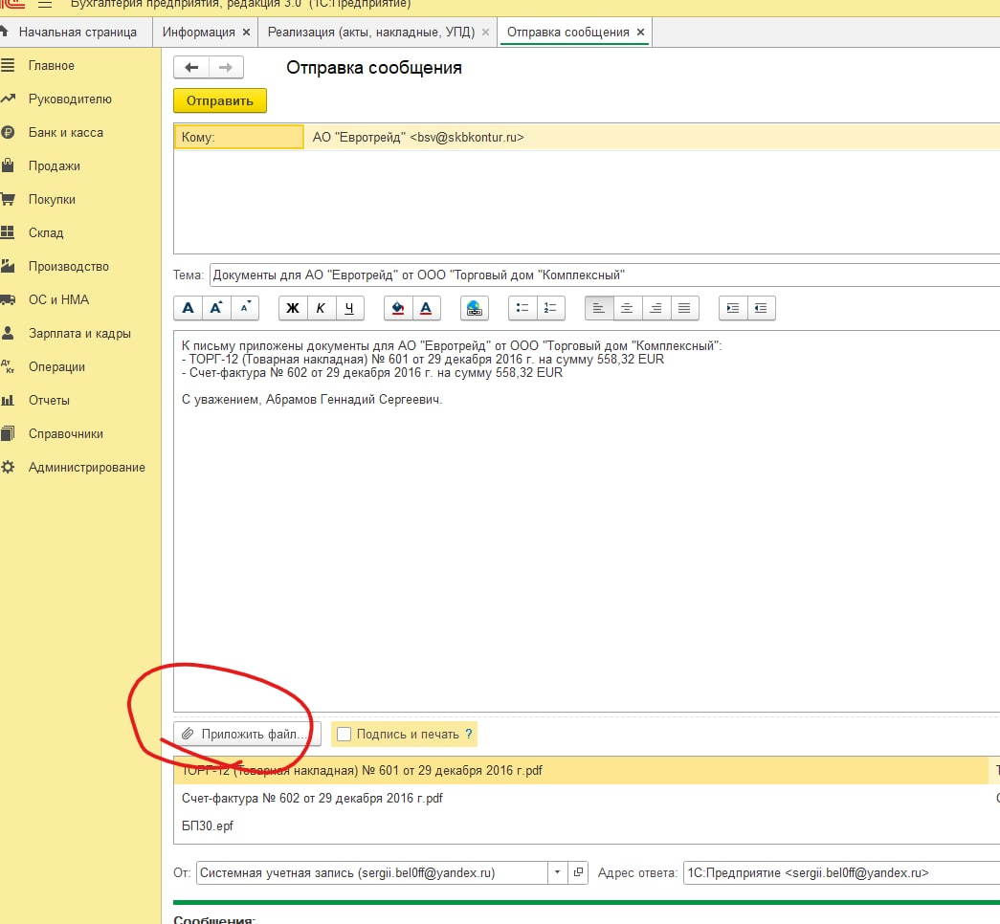 Бухгалтерия предприятия, редакция 3.0 (1С:Предприятие)
Начальная страница
Информация ×
Реализация (акты, накладные, УПД) ×
Отправка сообщения ×
Главное
Руководителю
Банк и касса
Продажи
Покупки
Склад
Производство
ОС и НМА
Зарплата и кадры
Дт Кт Операции
Отчеты
Справочники
Администрирование
Отправка сообщения
Отправить
Кому: АО "Евротрейд" <bsv@skbkontur.ru>
Тема: Документы для АО "Евротрейд" от ООО "Торговый дом "Комплексный"
A A A Ж К Ч A
К письму приложены документы для АО "Евротрейд" от ООО "Торговый дом "Комплексный":
- ТОРГ-12 (Товарная накладная) № 601 от 29 декабря 2016 г. на сумму 558,32 EUR
- Счет-фактура № 602 от 29 декабря 2016 г. на сумму 558,32 EUR
С уважением, Абрамов Геннадий Сергеевич.
Приложить файл... Подпись и печать ?
ТОРГ-12 (Товарная накладная) № 601 от 29 декабря 2016 г.pdf
Счет-фактура № 602 от 29 декабря 2016 г.pdf
БП30.epf
От: Системная учетная запись (sergii.bel0ff@yandex.ru) Адрес ответа: 1С:Предприятие <sergii.bel0ff@yandex.ru>
Сообщения: